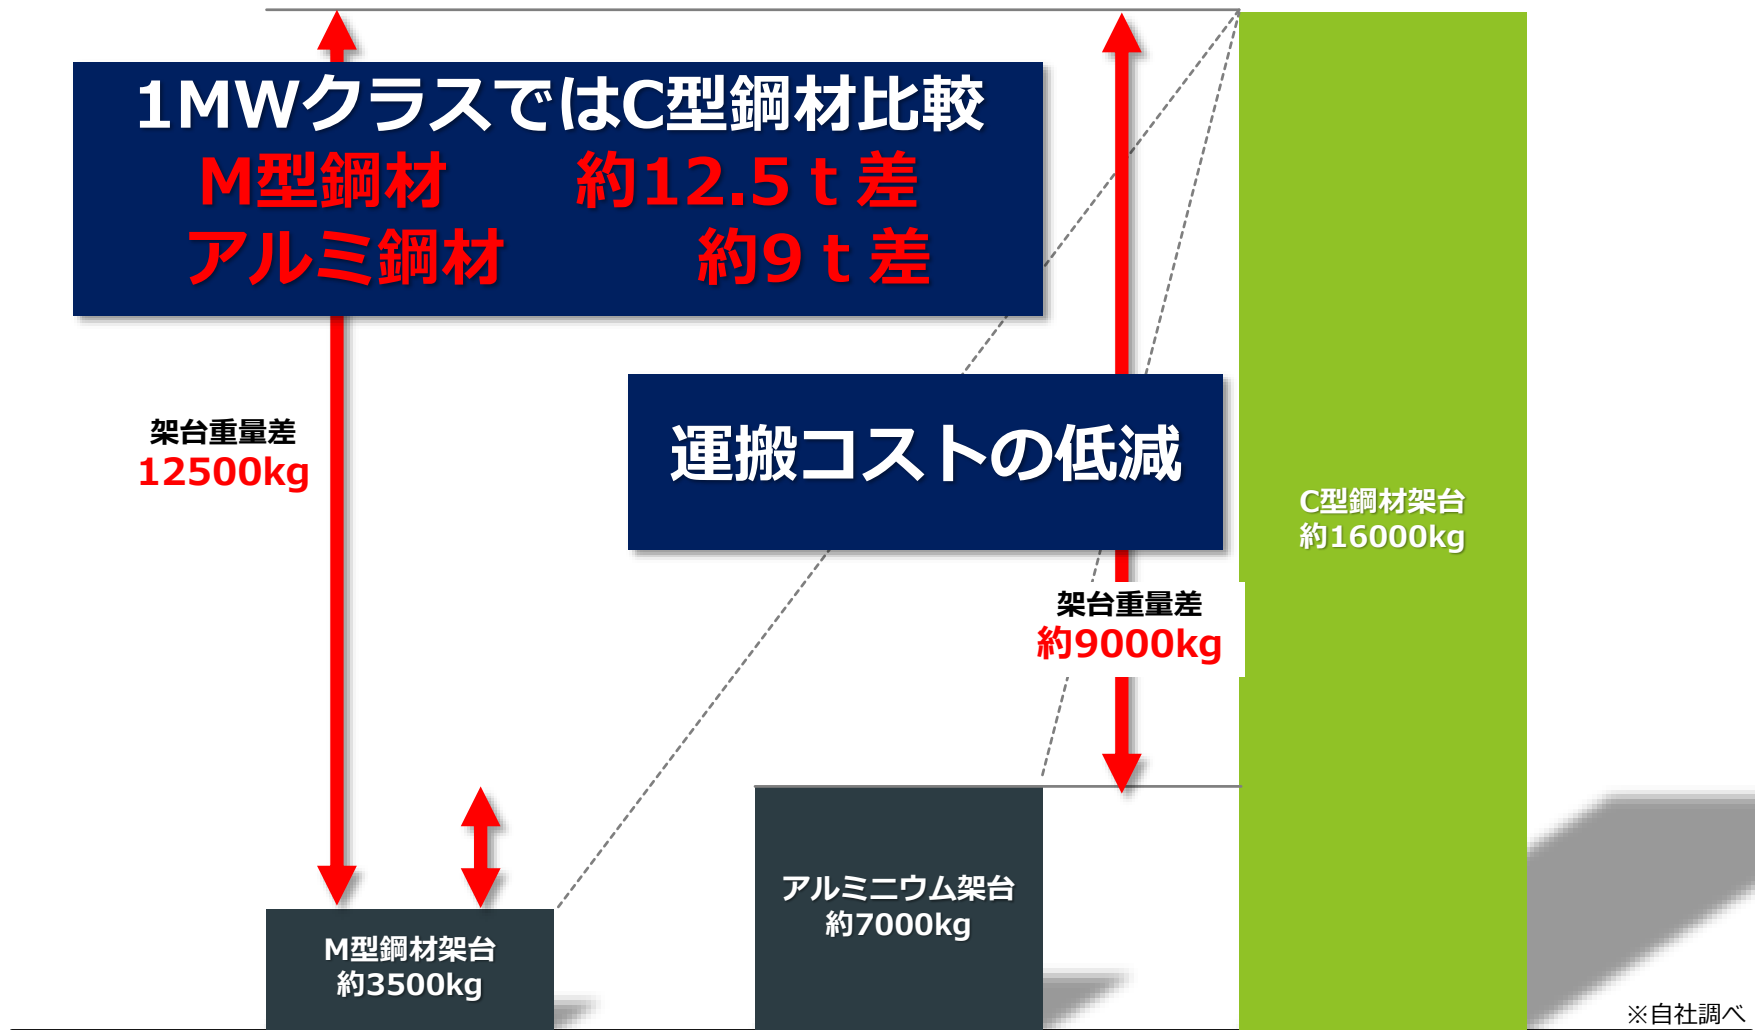 1MWクラスではC型鋼材比較
M型鋼材 約12.5ｔ差
アルミ鋼材 約9ｔ差
架台重量差
12500kg
運搬コストの低減
C型鋼材架台
約16000kg
架台重量差
約9000kg
アルミニウム架台
約7000kg
M型鋼材架台
約3500kg
※自社調べ